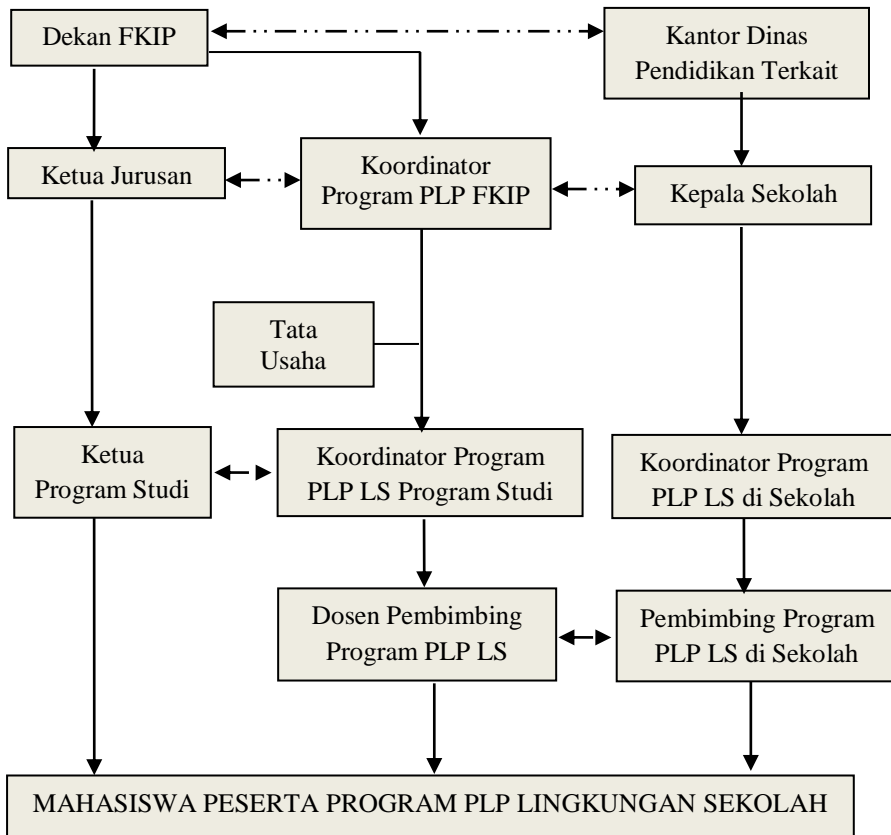 Dekan FKIP
Kantor Dinas
Pendidikan Terkait
Ketua Jurusan
Koordinator
Program PLP FKIP
Kepala Sekolah
Tata
Usaha
Ketua
Program Studi
Koordinator Program
PLP LS Program Studi
Koordinator Program
PLP LS di Sekolah
Dosen Pembimbing
Program PLP LS
Pembimbing Program
PLP LS di Sekolah
MAHASISWA PESERTA PROGRAM PLP LINGKUNGAN SEKOLAH